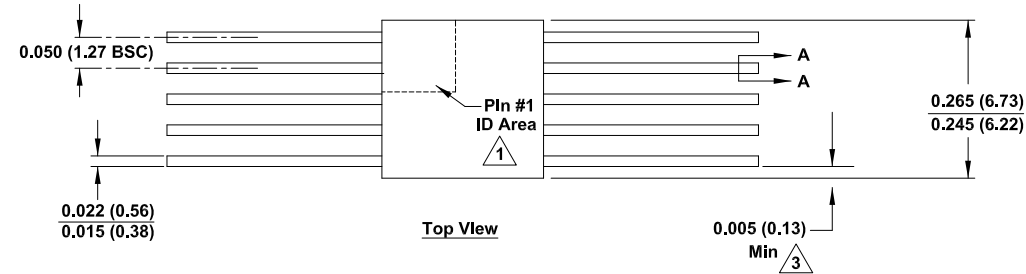 0.050 (1.27 BSC)
A
A
PIn #1
ID Area
1
0.265 (6.73)
0.245 (6.22)
0.022 (0.56)
0.015 (0.38)
Top VIew
0.005 (0.13)
Min
3